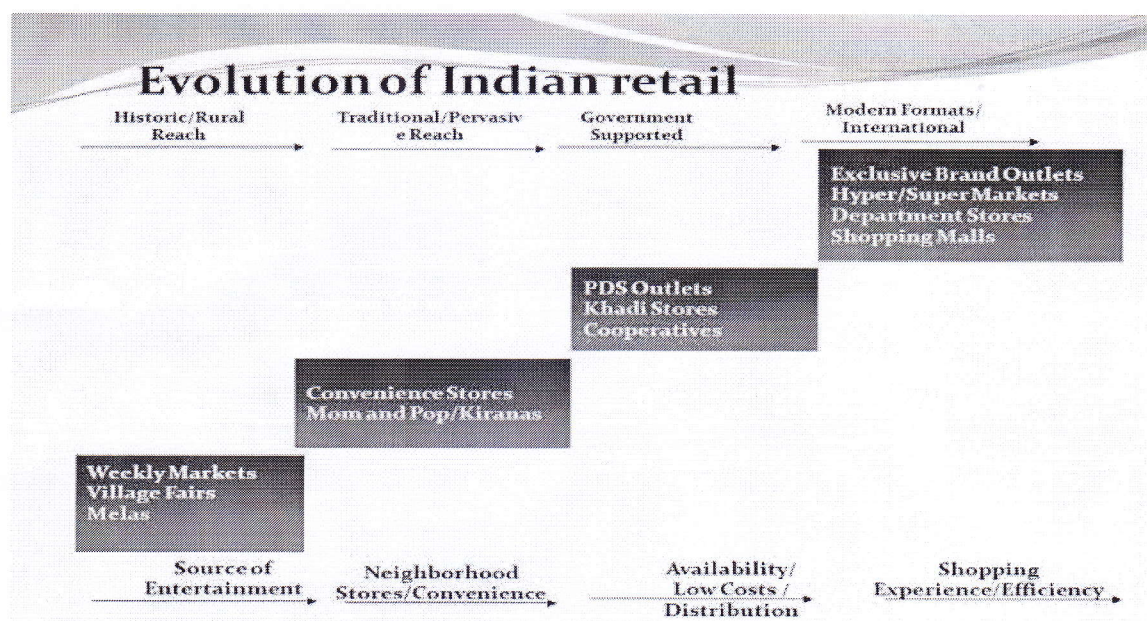 Evolution of Indian retail
Historic/Rural
Reach
Traditional/Pervasiv
e Reach
Government
Supported
Modern Formats/
International
Exclusive Brand Outlets
Hyper/Super Markets
Department Stores
Shopping Malls
PDS Outlets
Khadi Stores
Cooperatives
Convenience Stores
Mom and Pop/Kiranas
Weekly Markets
Village Fairs
Melas
Source of
Entertainment
Neighborhood
Stores/Convenience
Availability/
Low Costs /
Distribution
Shopping
Experience/Efficiency